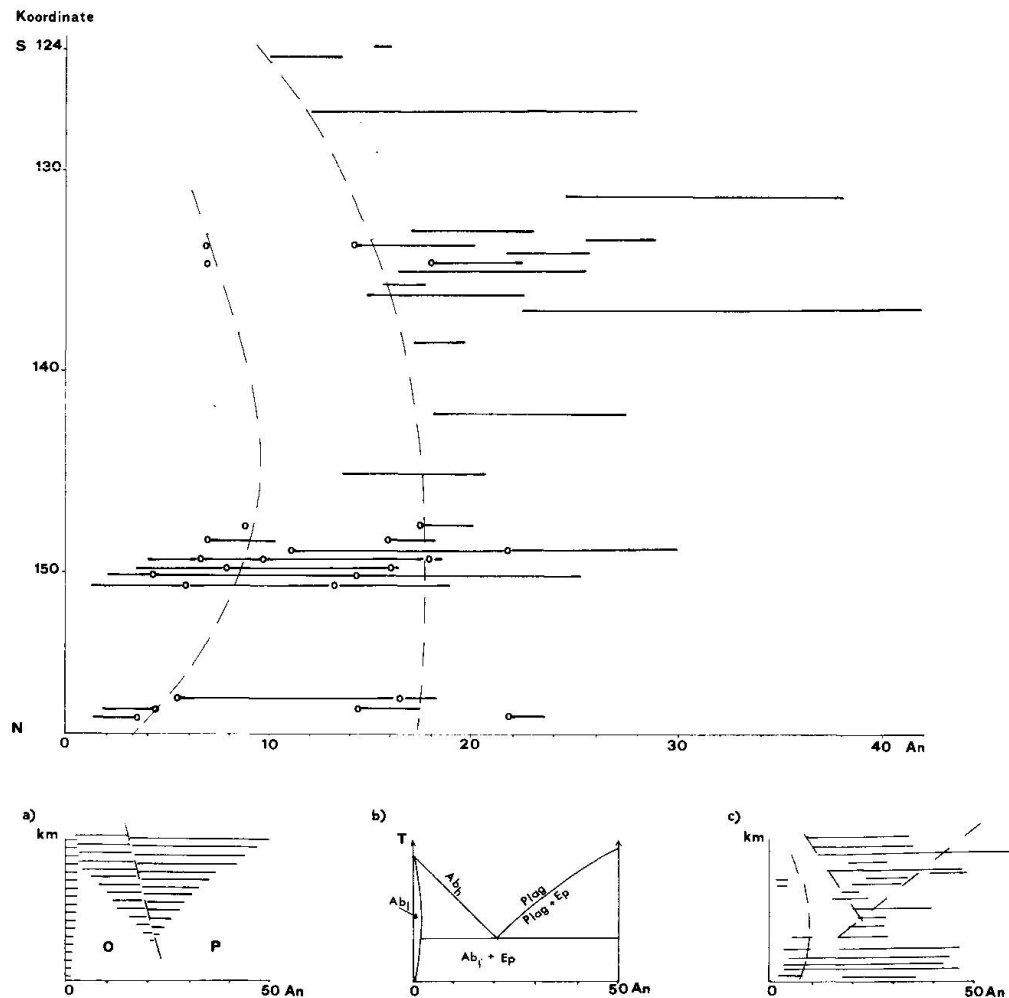 Koordinate
S 124
130
140
150
N
0 10 20 30 40 An
a) b) c)
km T km
Ab_h
Plag
Plag + Ep
Ab_l
O P
Ab_l + Ep
0 50 An 0 50 0 50 An